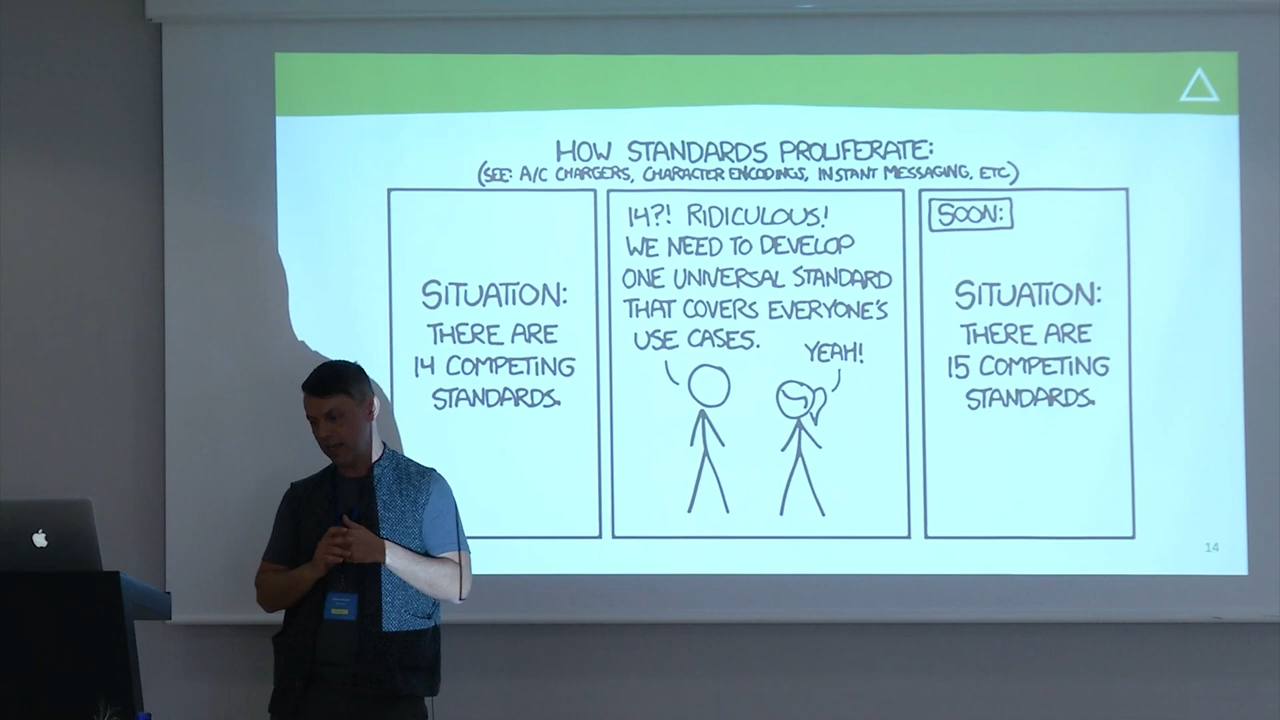 HOW STANDARDS PROLIFERATE:
(SEE: A/C CHARGERS, CHARACTER ENCODINGS, INSTANT MESSAGING, ETC.)
SITUATION:
THERE ARE
14 COMPETING
STANDARDS.
14?! RIDICULOUS!
WE NEED TO DEVELOP
ONE UNIVERSAL STANDARD
THAT COVERS EVERYONE'S
USE CASES.
YEAH!
SOON:
SITUATION:
THERE ARE
15 COMPETING
STANDARDS.
14